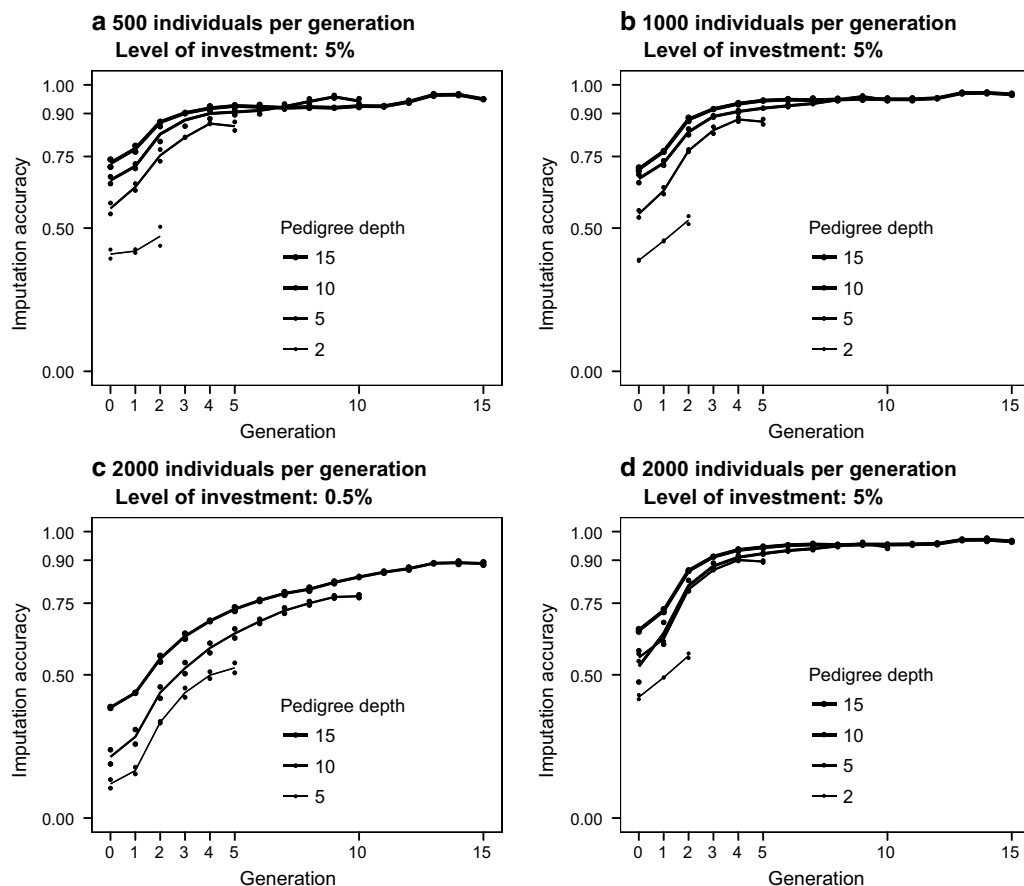 a 500 individuals per generation
Level of investment: 5%
1.00
0.90
0.75
0.50
0.00
Imputation accuracy
Pedigree depth
15
10
5
2
0 1 2 3 4 5 10 15
Generation
b 1000 individuals per generation
Level of investment: 5%
1.00
0.90
0.75
0.50
0.00
Imputation accuracy
Pedigree depth
15
10
5
2
0 1 2 3 4 5 10 15
Generation
c 2000 individuals per generation
Level of investment: 0.5%
1.00
0.90
0.75
0.50
0.00
Imputation accuracy
Pedigree depth
15
10
5
0 1 2 3 4 5 10 15
Generation
d 2000 individuals per generation
Level of investment: 5%
1.00
0.90
0.75
0.50
0.00
Imputation accuracy
Pedigree depth
15
10
5
2
0 1 2 3 4 5 10 15
Generation